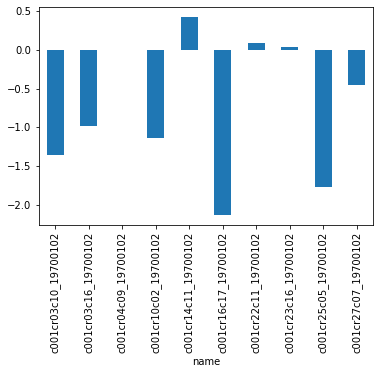 0.5
0.0
−0.5
−1.0
−1.5
−2.0
c001cr03c10_19700102
c001cr03c16_19700102
c001cr04c09_19700102
c001cr10c02_19700102
c001cr14c11_19700102
c001cr16c17_19700102
c001cr22c11_19700102
c001cr23c16_19700102
c001cr25c05_19700102
c001cr27c07_19700102
name